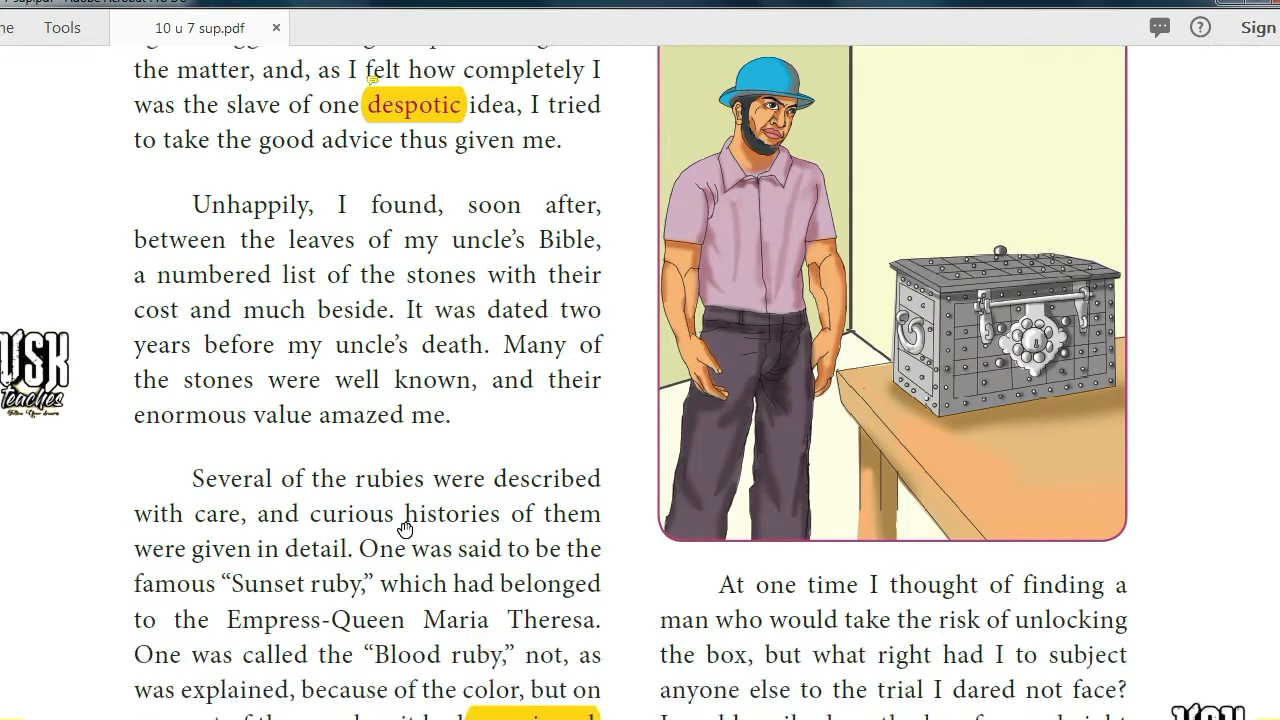 Tools
10 u 7 sup.pdf
×
?
Sign
the matter, and, as I felt how completely I
was the slave of one despotic idea, I tried
to take the good advice thus given me.
Unhappily, I found, soon after,
between the leaves of my uncle’s Bible,
a numbered list of the stones with their
cost and much beside. It was dated two
years before my uncle’s death. Many of
the stones were well known, and their
enormous value amazed me.
Several of the rubies were described
with care, and curious histories of them
were given in detail. One was said to be the
famous “Sunset ruby,” which had belonged
to the Empress-Queen Maria Theresa.
One was called the “Blood ruby,” not, as
was explained, because of the color, but on
At one time I thought of finding a
man who would take the risk of unlocking
the box, but what right had I to subject
anyone else to the trial I dared not face?
teaches